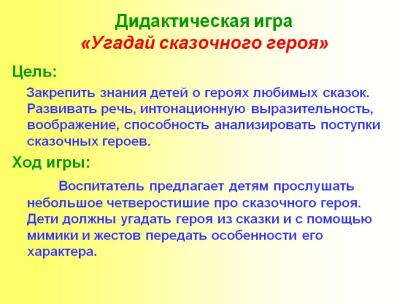 Дидактическая игра
«Угадай сказочного героя»
Цель:
Закрепить знания детей о героях любимых сказок.
Развивать речь, интонационную выразительность,
воображение, способность анализировать поступки
сказочных героев.
Ход игры:
Воспитатель предлагает детям прослушать
небольшое четверостишие про сказочного героя.
Дети должны угадать героя из сказки и с помощью
мимики и жестов передать особенности его
характера.